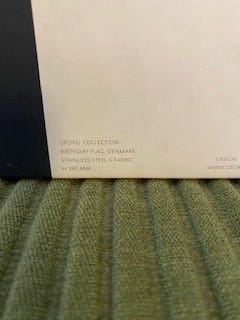 GEORG COLLECTION
BIRTHDAY FLAG, DENMARK
STAINLESS STEEL & FABRIC
H 390 MM
DESIGN
WWW.GEOR